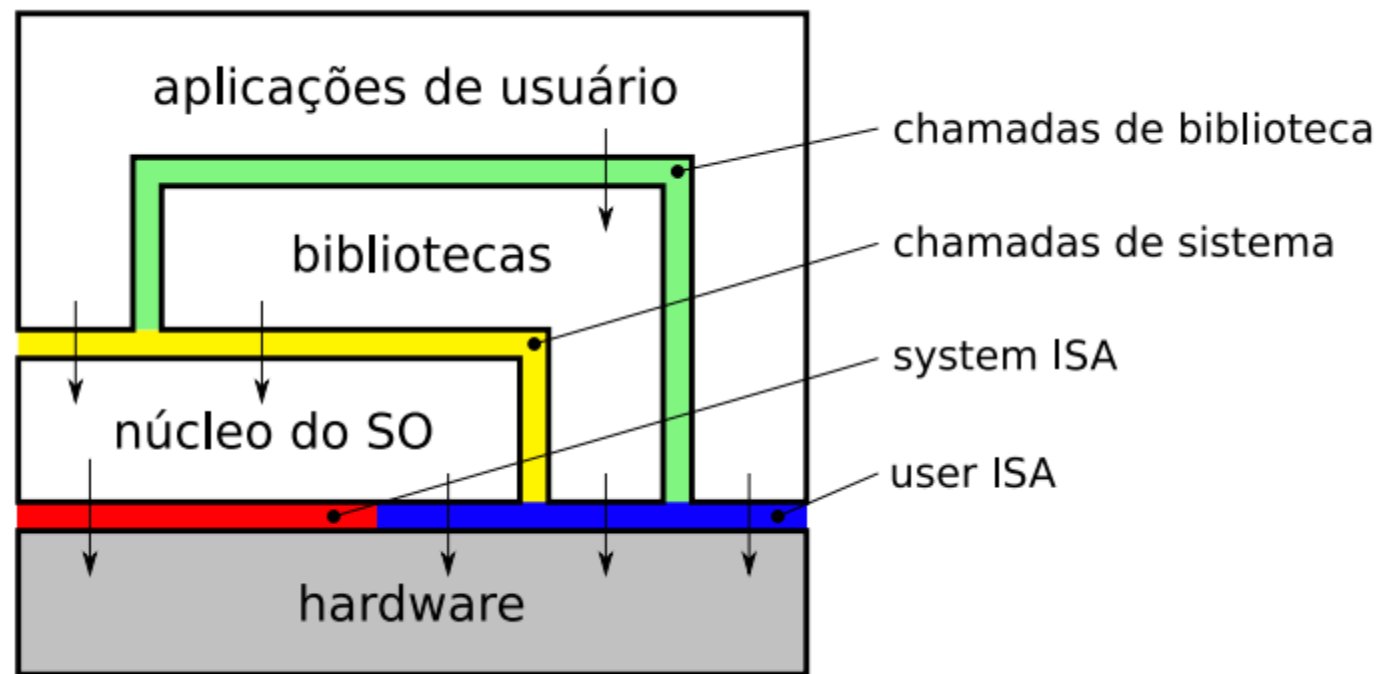 aplicações de usuário
chamadas de biblioteca
bibliotecas
chamadas de sistema
system ISA
núcleo do SO
user ISA
hardware